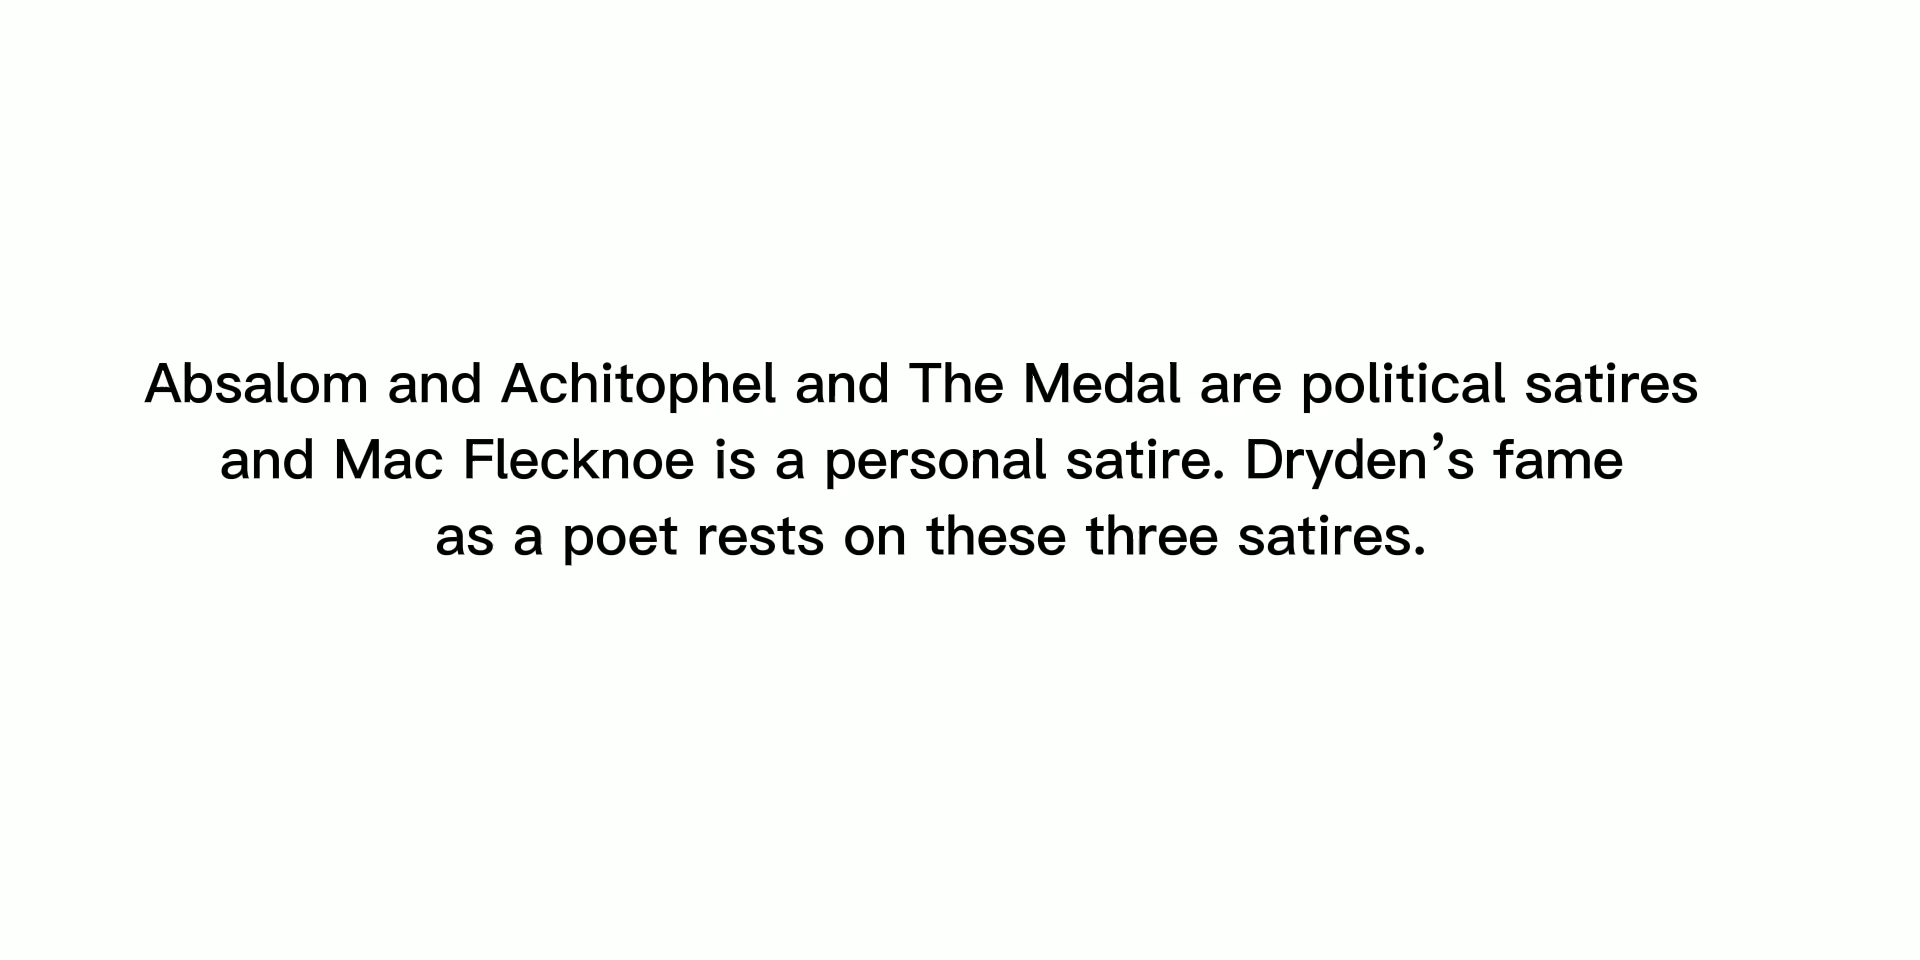 Absalom and Achitophel and The Medal are political satires
and Mac Flecknoe is a personal satire. Dryden’s fame
as a poet rests on these three satires.